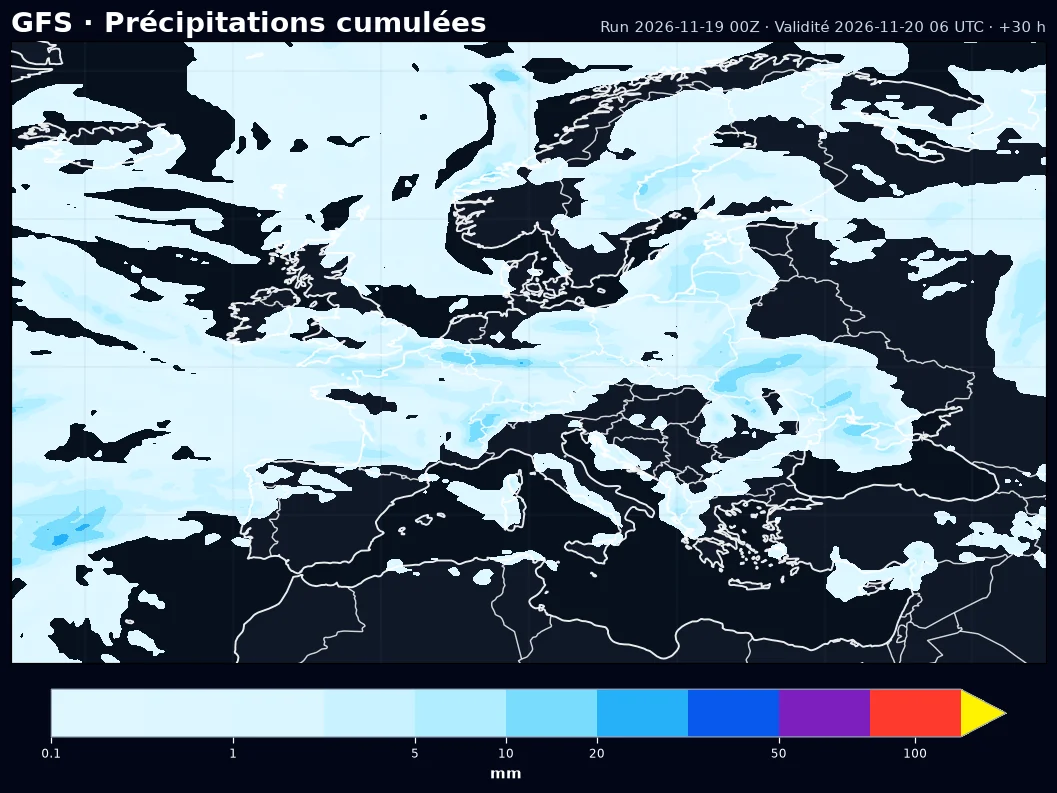 GFS · Précipitations cumulées
Run 2026-11-19 00Z · Validité 2026-11-20 06 UTC · +30 h
0.1 1 5 10 20 50 100
mm